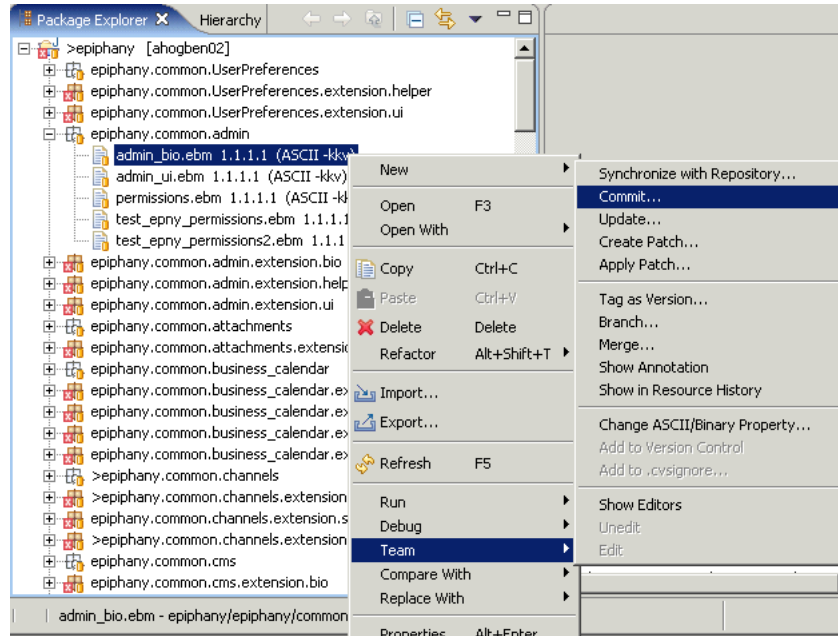 Package Explorer
Hierarchy
>epiphany [ahogben02]
epiphany.common.UserPreferences
epiphany.common.UserPreferences.extension.helper
epiphany.common.UserPreferences.extension.ui
epiphany.common.admin
admin_bio.ebm 1.1.1.1 (ASCII -kkv)
admin_ui.ebm 1.1.1.1 (ASCII -kkv)
permissions.ebm 1.1.1.1 (ASCII -kk
test_epny_permissions.ebm 1.1.1.1
test_epny_permissions2.ebm 1.1.1
epiphany.common.admin.extension.bio
epiphany.common.admin.extension.help
epiphany.common.admin.extension.ui
epiphany.common.attachments
epiphany.common.attachments.extensio
epiphany.common.business_calendar
epiphany.common.business_calendar.ex
epiphany.common.business_calendar.ex
epiphany.common.business_calendar.ex
epiphany.common.business_calendar.ex
>epiphany.common.channels
>epiphany.common.channels.extension
epiphany.common.channels.extension.s
>epiphany.common.channels.extension
epiphany.common.cms
epiphany.common.cms.extension.bio
admin_bio.ebm - epiphany/epiphany/common
New
Open F3
Open With
Copy Ctrl+C
Paste Ctrl+V
Delete Delete
Refactor Alt+Shift+T
Import...
Export...
Refresh F5
Run
Debug
Team
Compare With
Replace With
Properties Alt+Enter
Synchronize with Repository...
Commit...
Update...
Create Patch...
Apply Patch...
Tag as Version...
Branch...
Merge...
Show Annotation
Show in Resource History
Change ASCII/Binary Property...
Add to Version Control
Add to .cvsignore...
Show Editors
Unedit
Edit